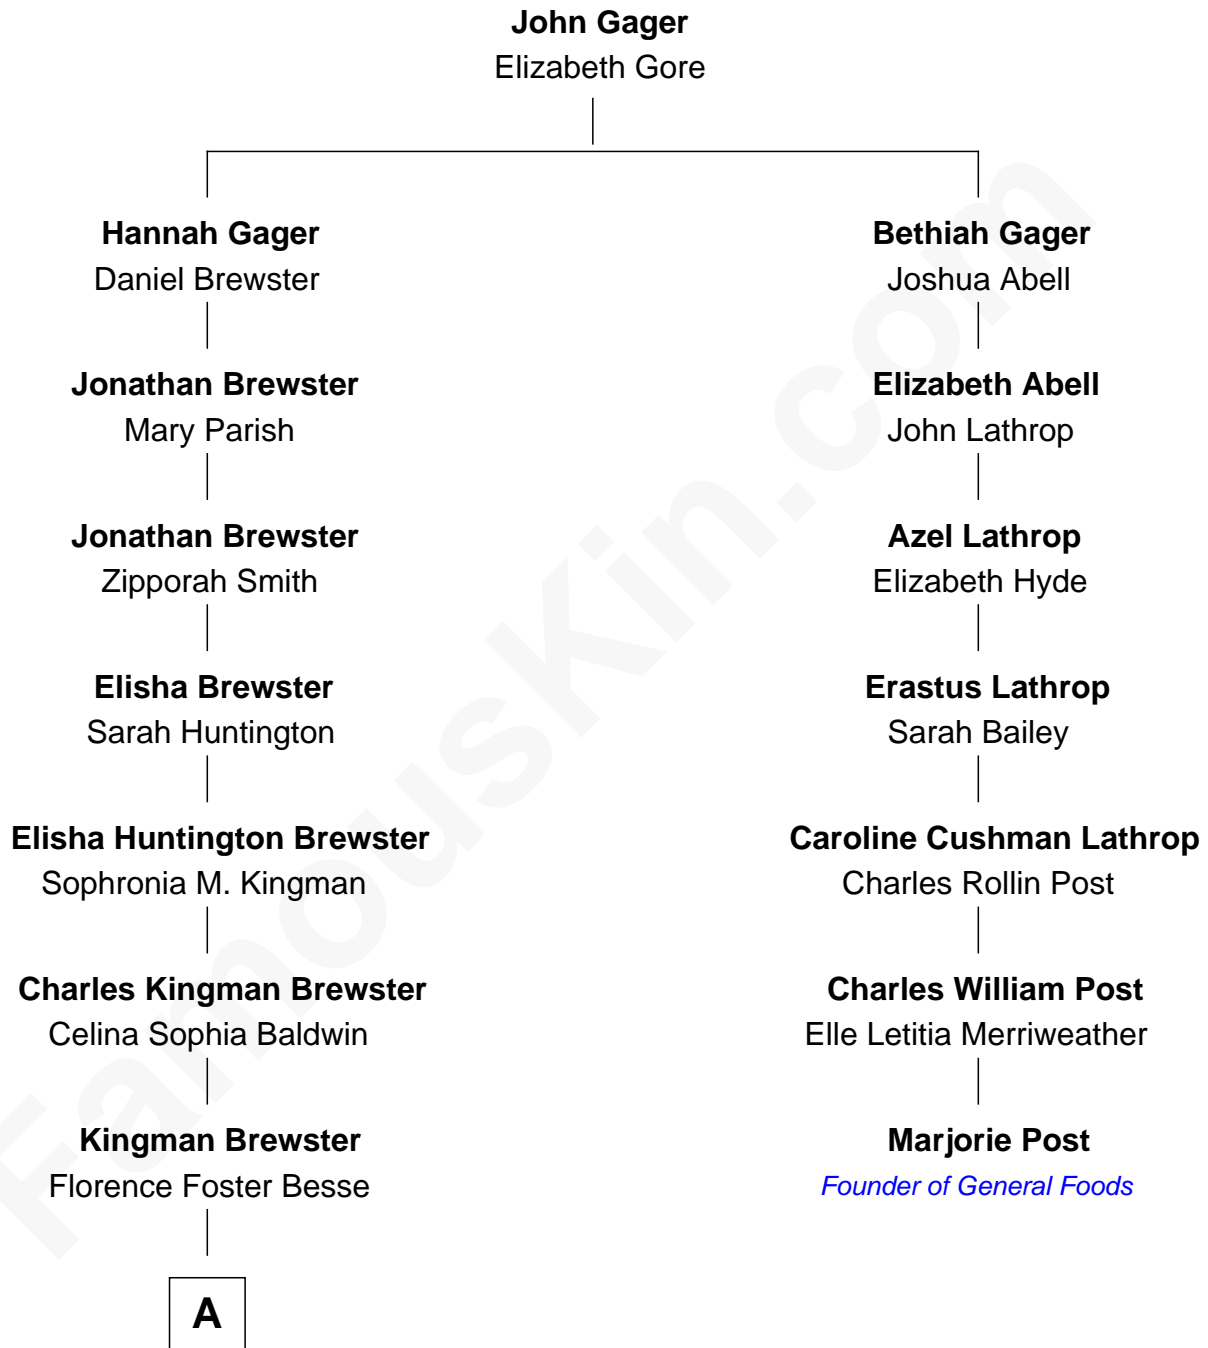 John Gager
Elizabeth Gore
Hannah Gager
Daniel Brewster
Bethiah Gager
Joshua Abell
Jonathan Brewster
Mary Parish
Elizabeth Abell
John Lathrop
Jonathan Brewster
Zipporah Smith
Azel Lathrop
Elizabeth Hyde
Elisha Brewster
Sarah Huntington
Erastus Lathrop
Sarah Bailey
Elisha Huntington Brewster
Sophronia M. Kingman
Caroline Cushman Lathrop
Charles Rollin Post
Charles Kingman Brewster
Celina Sophia Baldwin
Charles William Post
Elle Letitia Merriweather
Kingman Brewster
Florence Foster Besse
Marjorie Post
Founder of General Foods
A
FamousKin.com